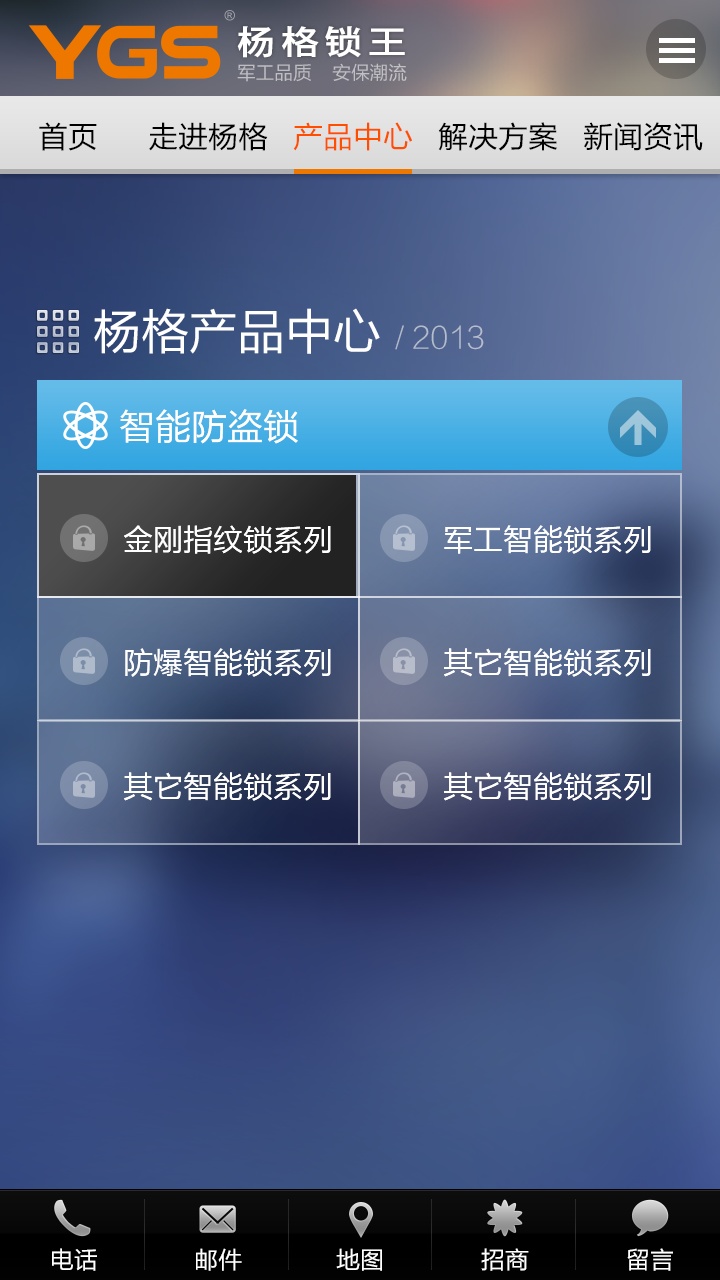 YGS® 杨格锁王
军工品质 安保潮流
首页 走进杨格 产品中心 解决方案 新闻资讯
杨格产品中心 / 2013
智能防盗锁
金刚指纹锁系列 军工智能锁系列
防爆智能锁系列 其它智能锁系列
其它智能锁系列 其它智能锁系列
电话 邮件 地图 招商 留言